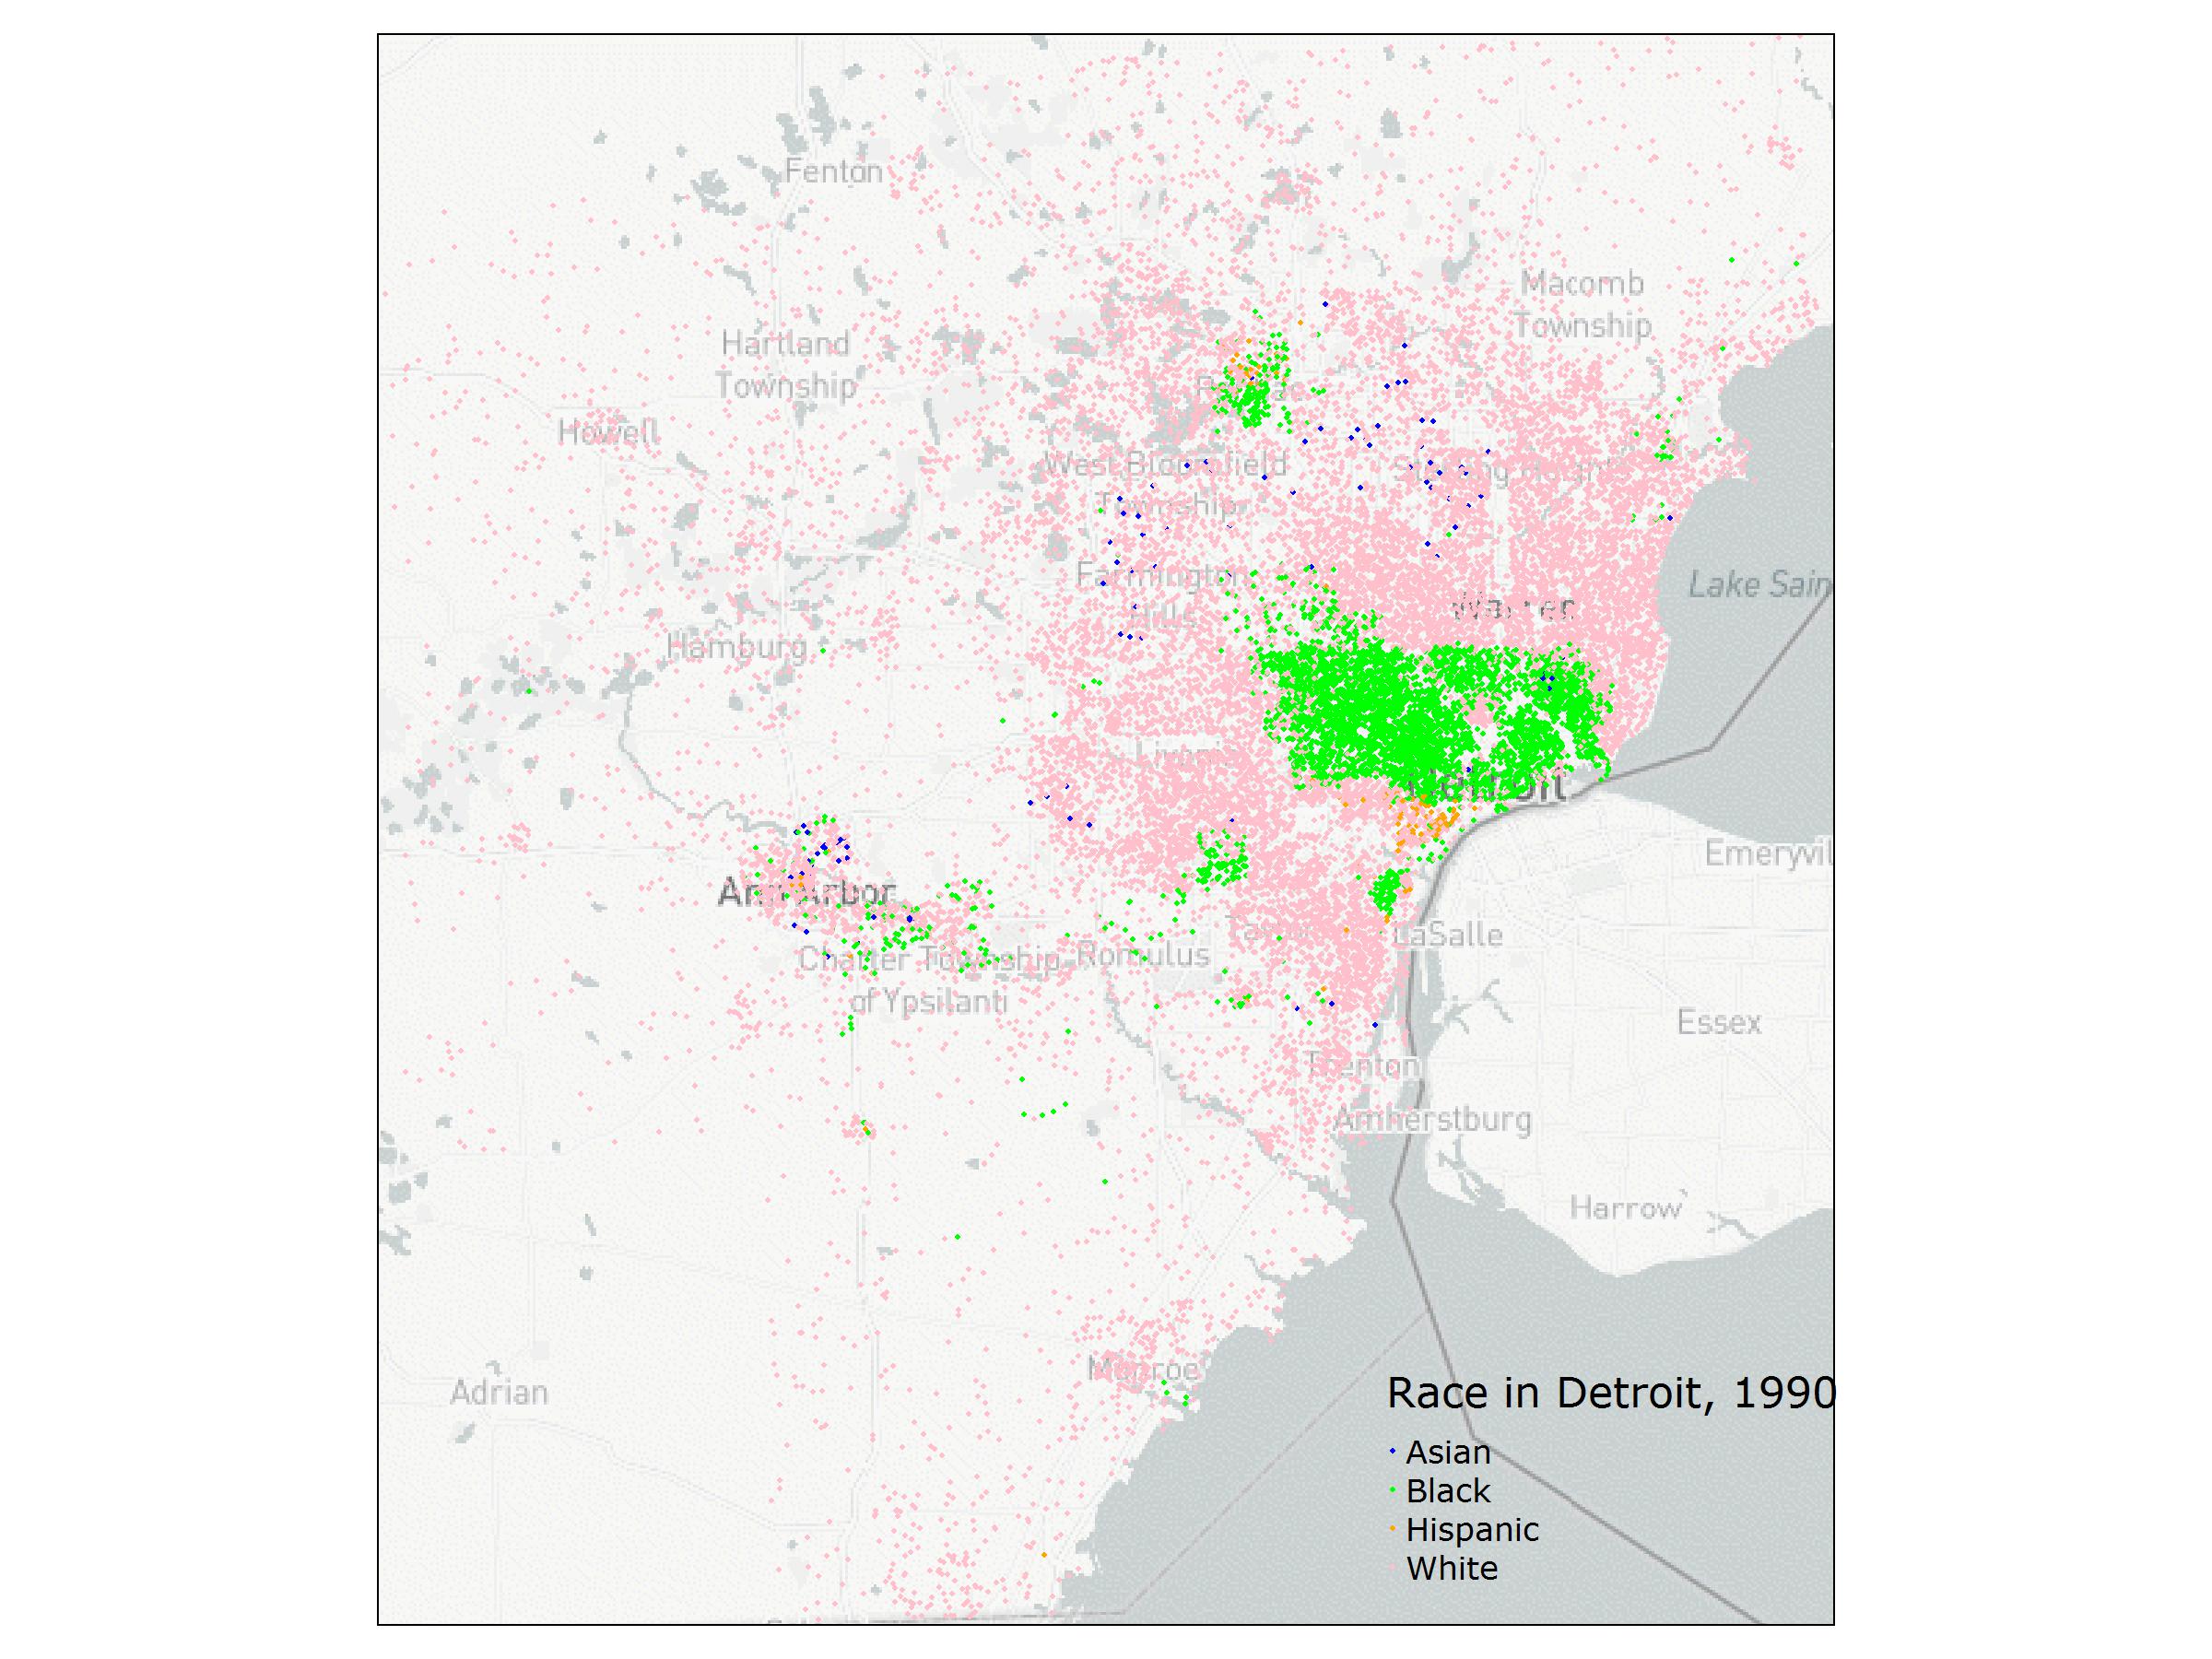 Fenton
Macomb
Township
Hartland
Township
Howell
West Bloomfield
Township
Lake Sain
Farmington
Hills
Warren
Hamburg
Livonia
Detroit
Emeryvil
Ann Arbor
Taylor
LaSalle
Charter Township
of Ypsilanti
Romulus
Essex
Trenton
Amherstburg
Harrow
Monroe
Adrian
Race in Detroit, 1990
Asian
Black
Hispanic
White